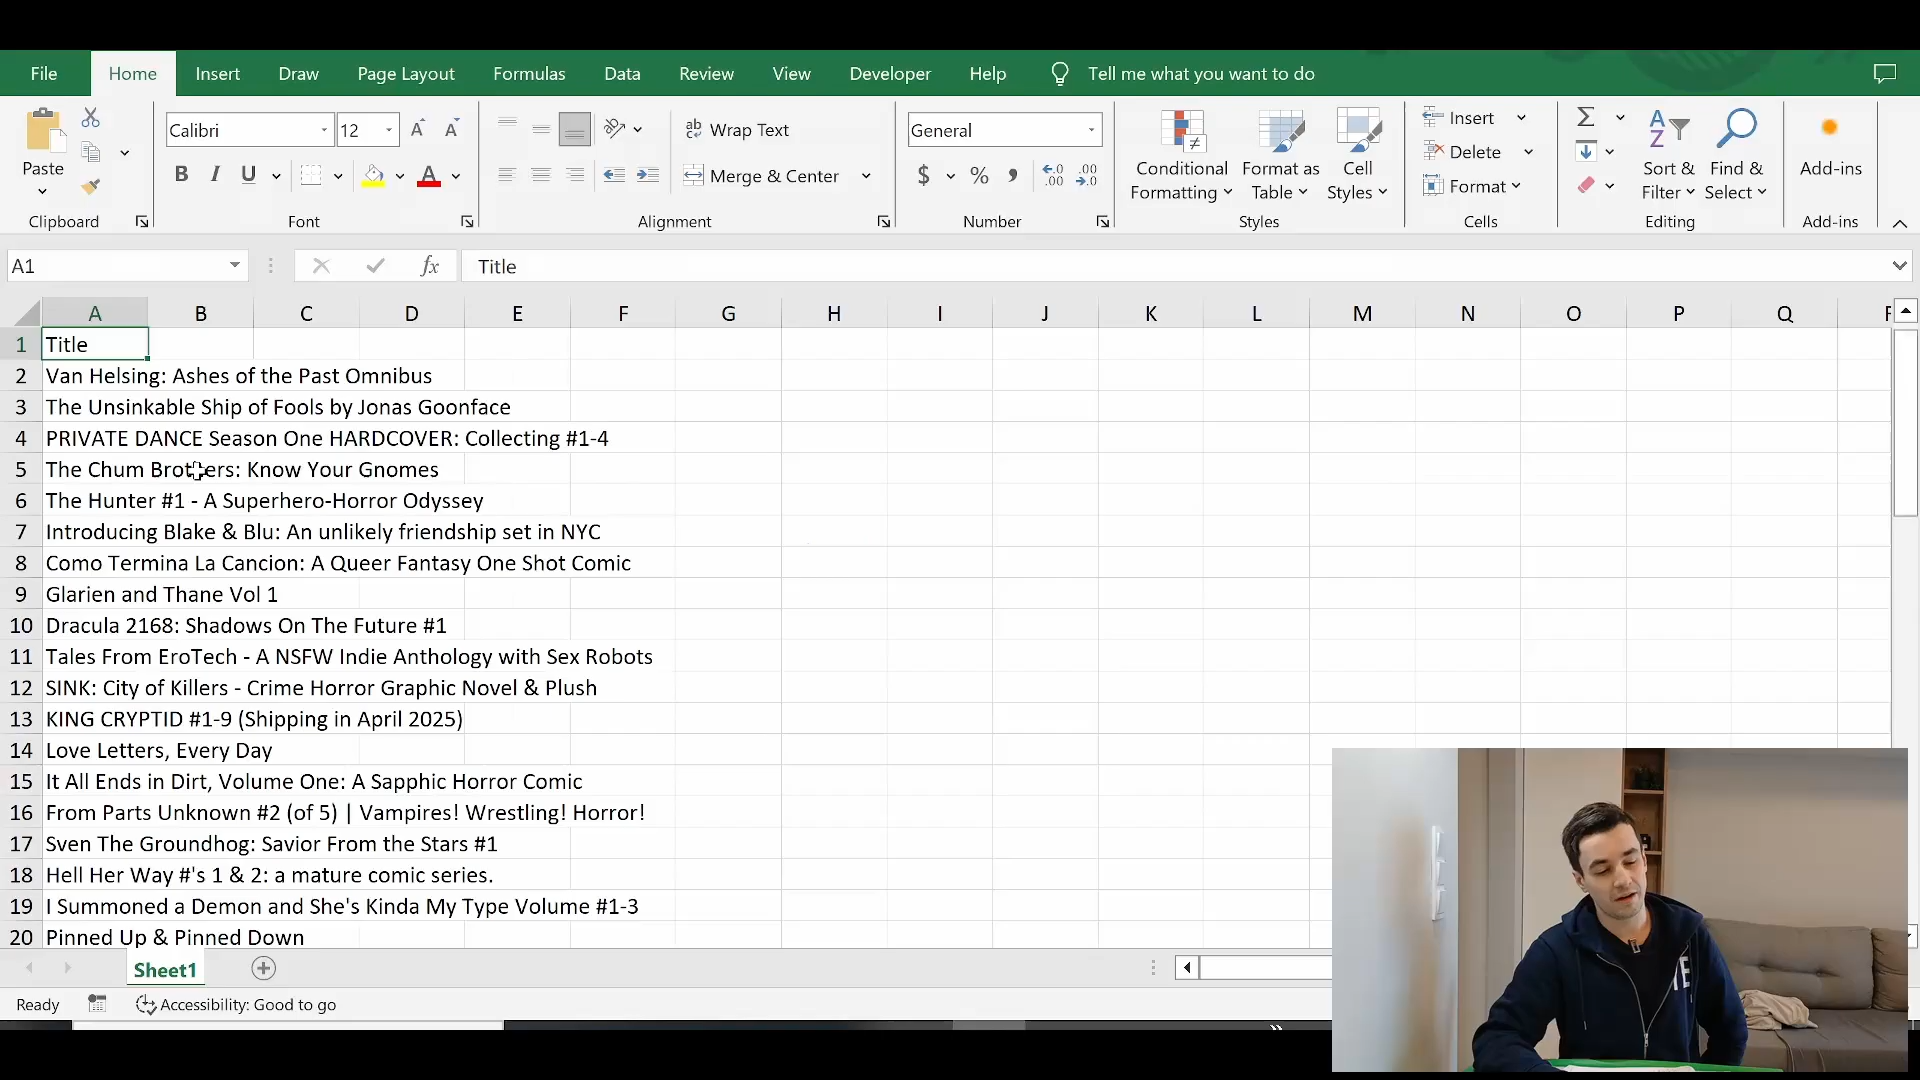 File Home Insert Draw Page Layout Formulas Data Review View Developer Help Tell me what you want to do
Paste
Clipboard
Calibri 12
B I U A
Font
Wrap Text
Merge & Center
Alignment
General
$ % , .0 .00 .00 .0
Number
Conditional Formatting
Format as Table
Cell Styles
Styles
Insert
Delete
Format
Cells
Sort & Filter
Find & Select
Editing
Add-ins
Add-ins
A1 fx Title
A B C D E F G H I J K L M N O P Q
1 Title
2 Van Helsing: Ashes of the Past Omnibus
3 The Unsinkable Ship of Fools by Jonas Goonface
4 PRIVATE DANCE Season One HARDCOVER: Collecting #1-4
5 The Chum Brothers: Know Your Gnomes
6 The Hunter #1 - A Superhero-Horror Odyssey
7 Introducing Blake & Blu: An unlikely friendship set in NYC
8 Como Termina La Cancion: A Queer Fantasy One Shot Comic
9 Glarien and Thane Vol 1
10 Dracula 2168: Shadows On The Future #1
11 Tales From EroTech - A NSFW Indie Anthology with Sex Robots
12 SINK: City of Killers - Crime Horror Graphic Novel & Plush
13 KING CRYPTID #1-9 (Shipping in April 2025)
14 Love Letters, Every Day
15 It All Ends in Dirt, Volume One: A Sapphic Horror Comic
16 From Parts Unknown #2 (of 5) | Vampires! Wrestling! Horror!
17 Sven The Groundhog: Savior From the Stars #1
18 Hell Her Way #'s 1 & 2: a mature comic series.
19 I Summoned a Demon and She's Kinda My Type Volume #1-3
20 Pinned Up & Pinned Down
Sheet1
Ready Accessibility: Good to go